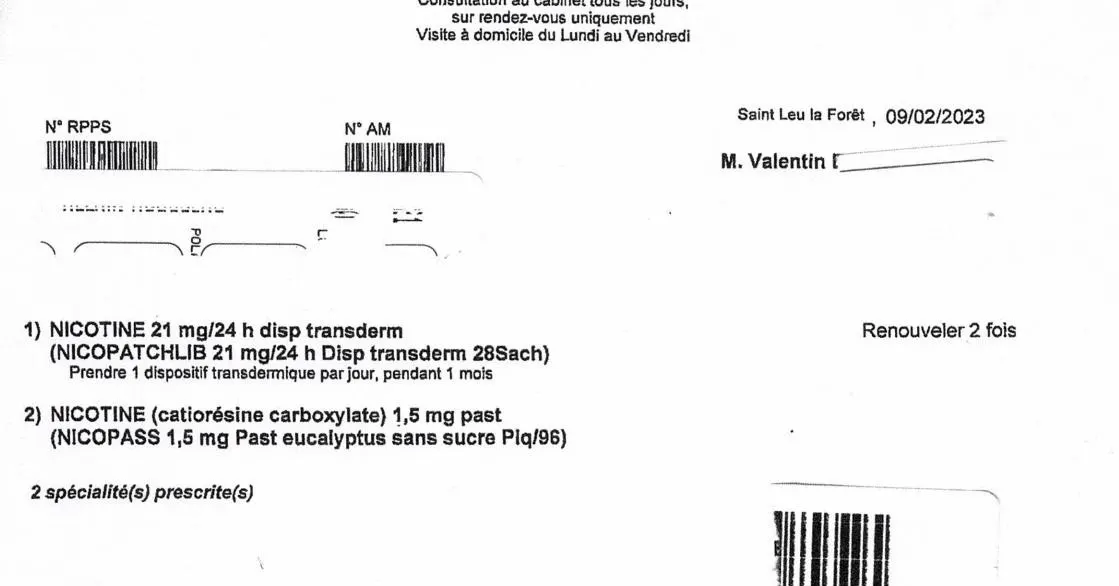 Consultation au cabinet tous les jours,
sur rendez-vous uniquement
Visite à domicile du Lundi au Vendredi
N° RPPS
N° AM
Saint Leu la Forêt , 09/02/2023
M. Valentin
1) NICOTINE 21 mg/24 h disp transderm
Renouveler 2 fois
(NICOPATCHLIB 21 mg/24 h Disp transderm 28Sach)
Prendre 1 dispositif transdermique par jour, pendant 1 mois
2) NICOTINE (catiorésine carboxylate) 1,5 mg past
(NICOPASS 1,5 mg Past eucalyptus sans sucre Plq/96)
2 spécialité(s) prescrite(s)